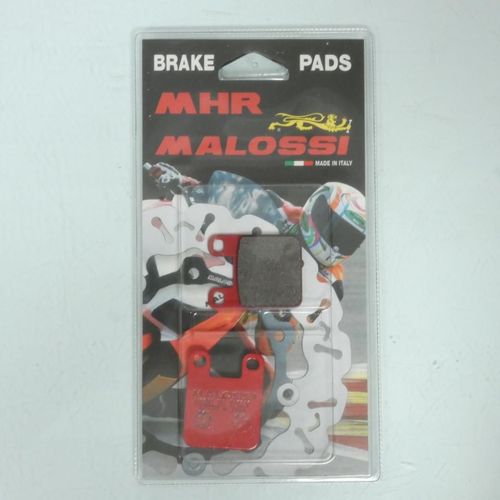 BRAKE PADS
MHR
MALOSSI
MADE IN ITALY